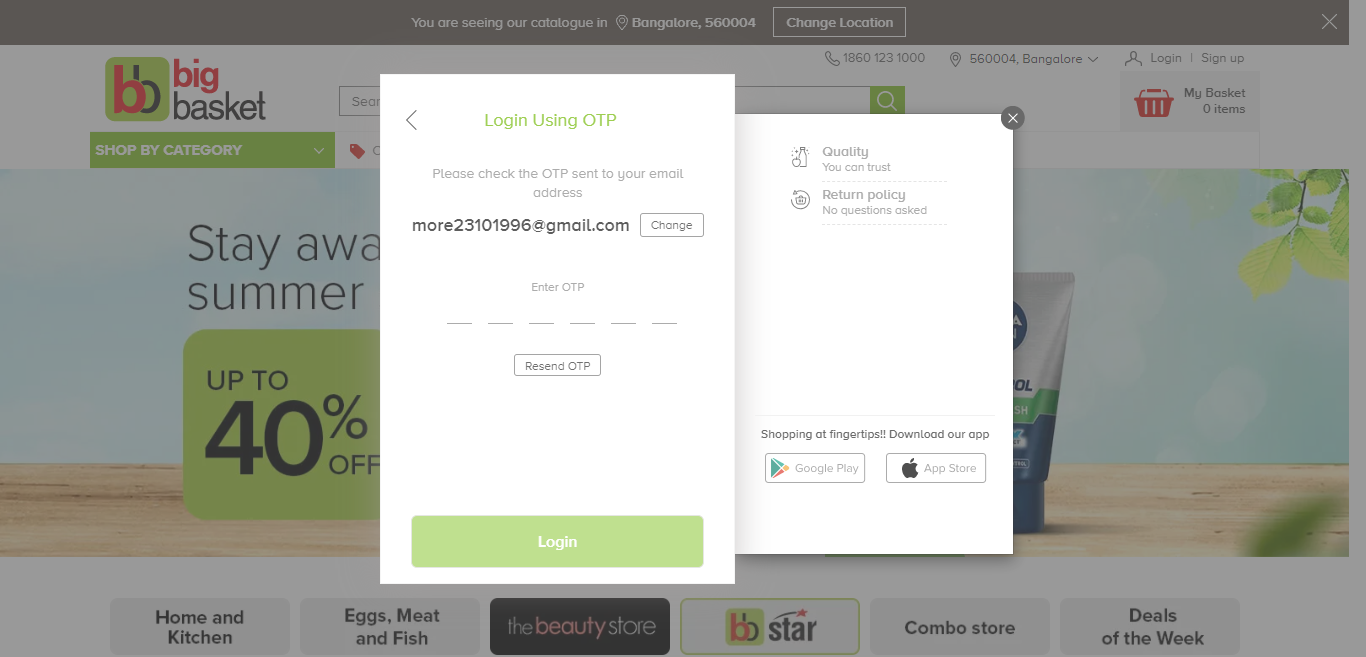 You are seeing our catalogue in Bangalore, 560004 Change Location
1860 123 1000 560004, Bangalore Login | Sign up
bb big
basket
My Basket
0 items
SHOP BY CATEGORY
Login Using OTP
Please check the OTP sent to your email
address
more23101996@gmail.com Change
Enter OTP
Resend OTP
Login
Quality
You can trust
Return policy
No questions asked
Shopping at fingertips!! Download our app
Google Play App Store
Stay
summer
UP TO
40%
OFF
Home and
Kitchen
Eggs, Meat
and Fish
the beauty store
bb star
Combo store
Deals
of the Week